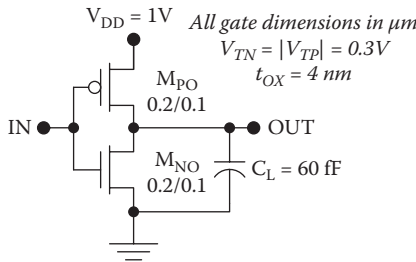 V_DD = 1V
All gate dimensions in μm
V_TN = |V_TP| = 0.3V
t_OX = 4 nm
M_PO
0.2/0.1
IN
OUT
M_NO
0.2/0.1
C_L = 60 fF